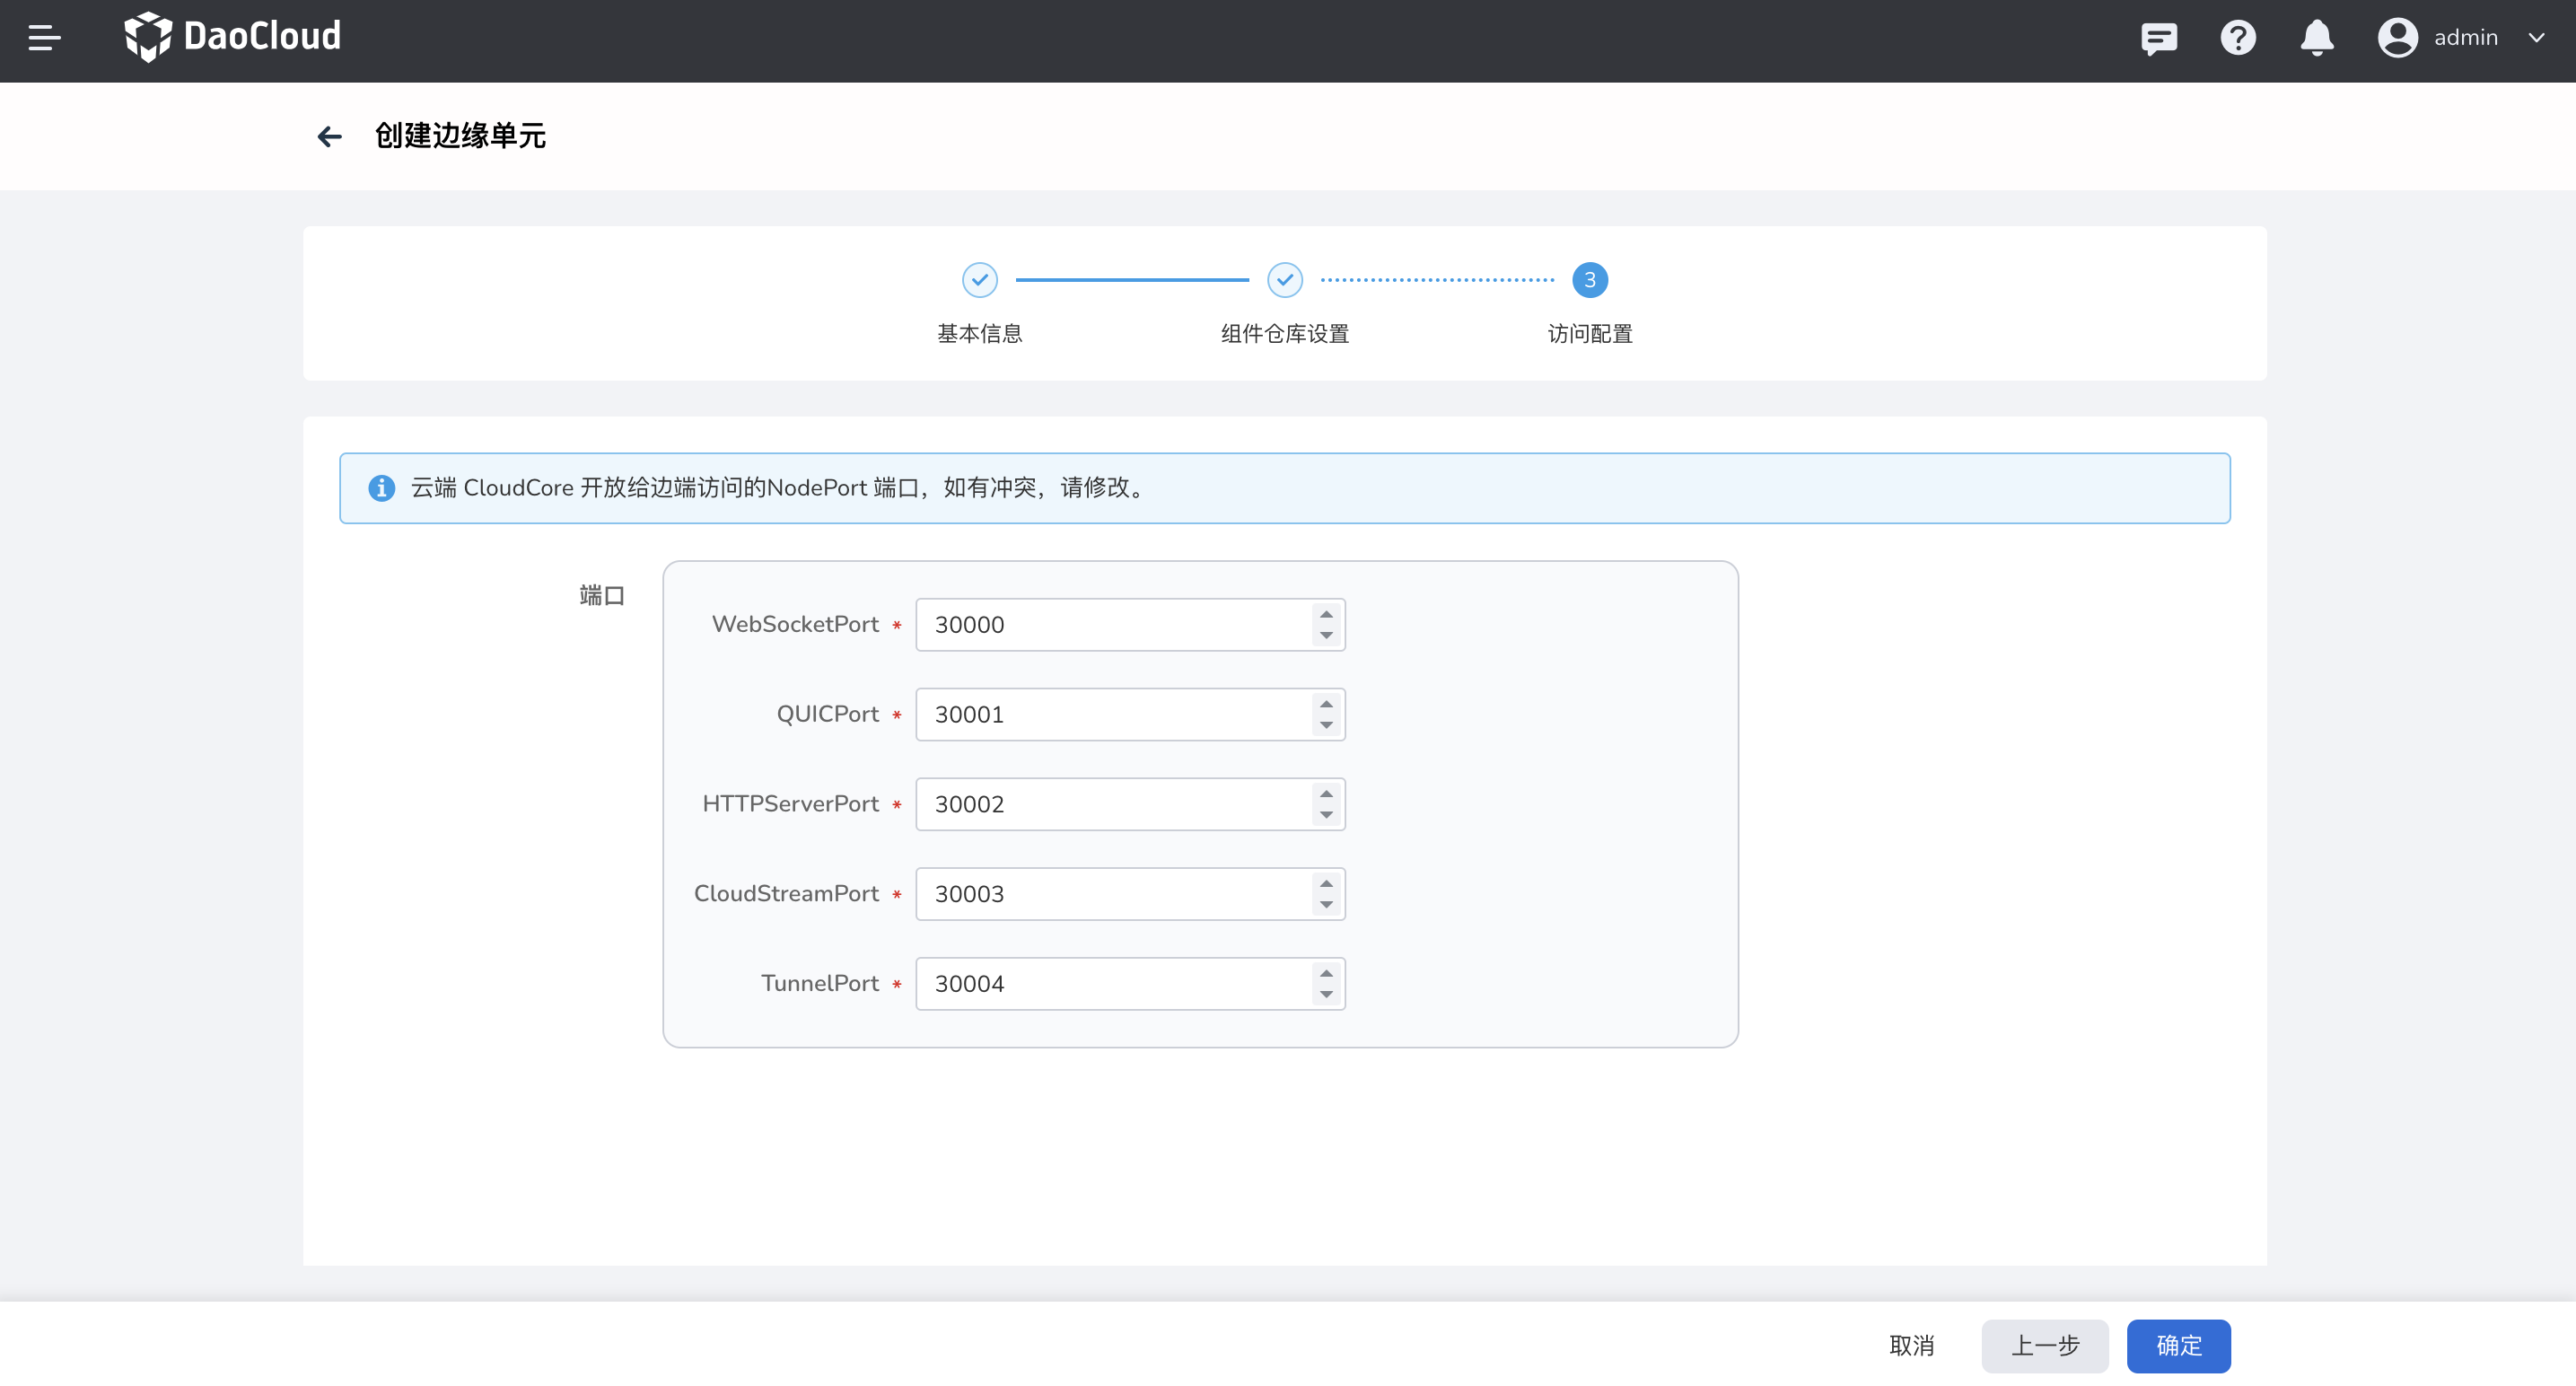 DaoCloud
admin
创建边缘单元
3
基本信息
组件仓库设置
访问配置
云端 CloudCore 开放给边端访问的NodePort 端口，如有冲突，请修改。
端口
WebSocketPort * 30000
QUICPort * 30001
HTTPServerPort * 30002
CloudStreamPort * 30003
TunnelPort * 30004
取消
上一步
确定